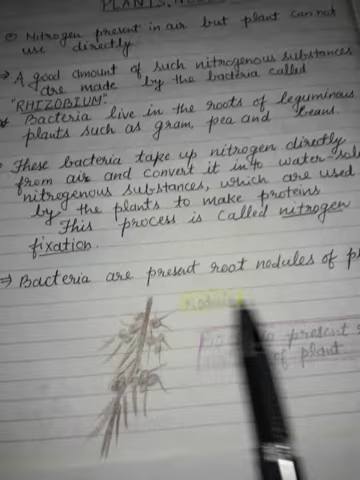 PLANTS
Nitrogen present in air but plant can not
use directly.
→ A good amount of such nitrogenous substances
are made by the bacteria called
"RHIZOBIUM"
Bacteria live in the roots of leguminous
plants such as gram, pea and beans.
These bacteria take up nitrogen directly
from air and convert it into water-
nitrogenous substances, which are used
by the plants to make proteins
This process is called nitrogen
fixation.
⇒ Bacteria are present root nodules of
present
of plant